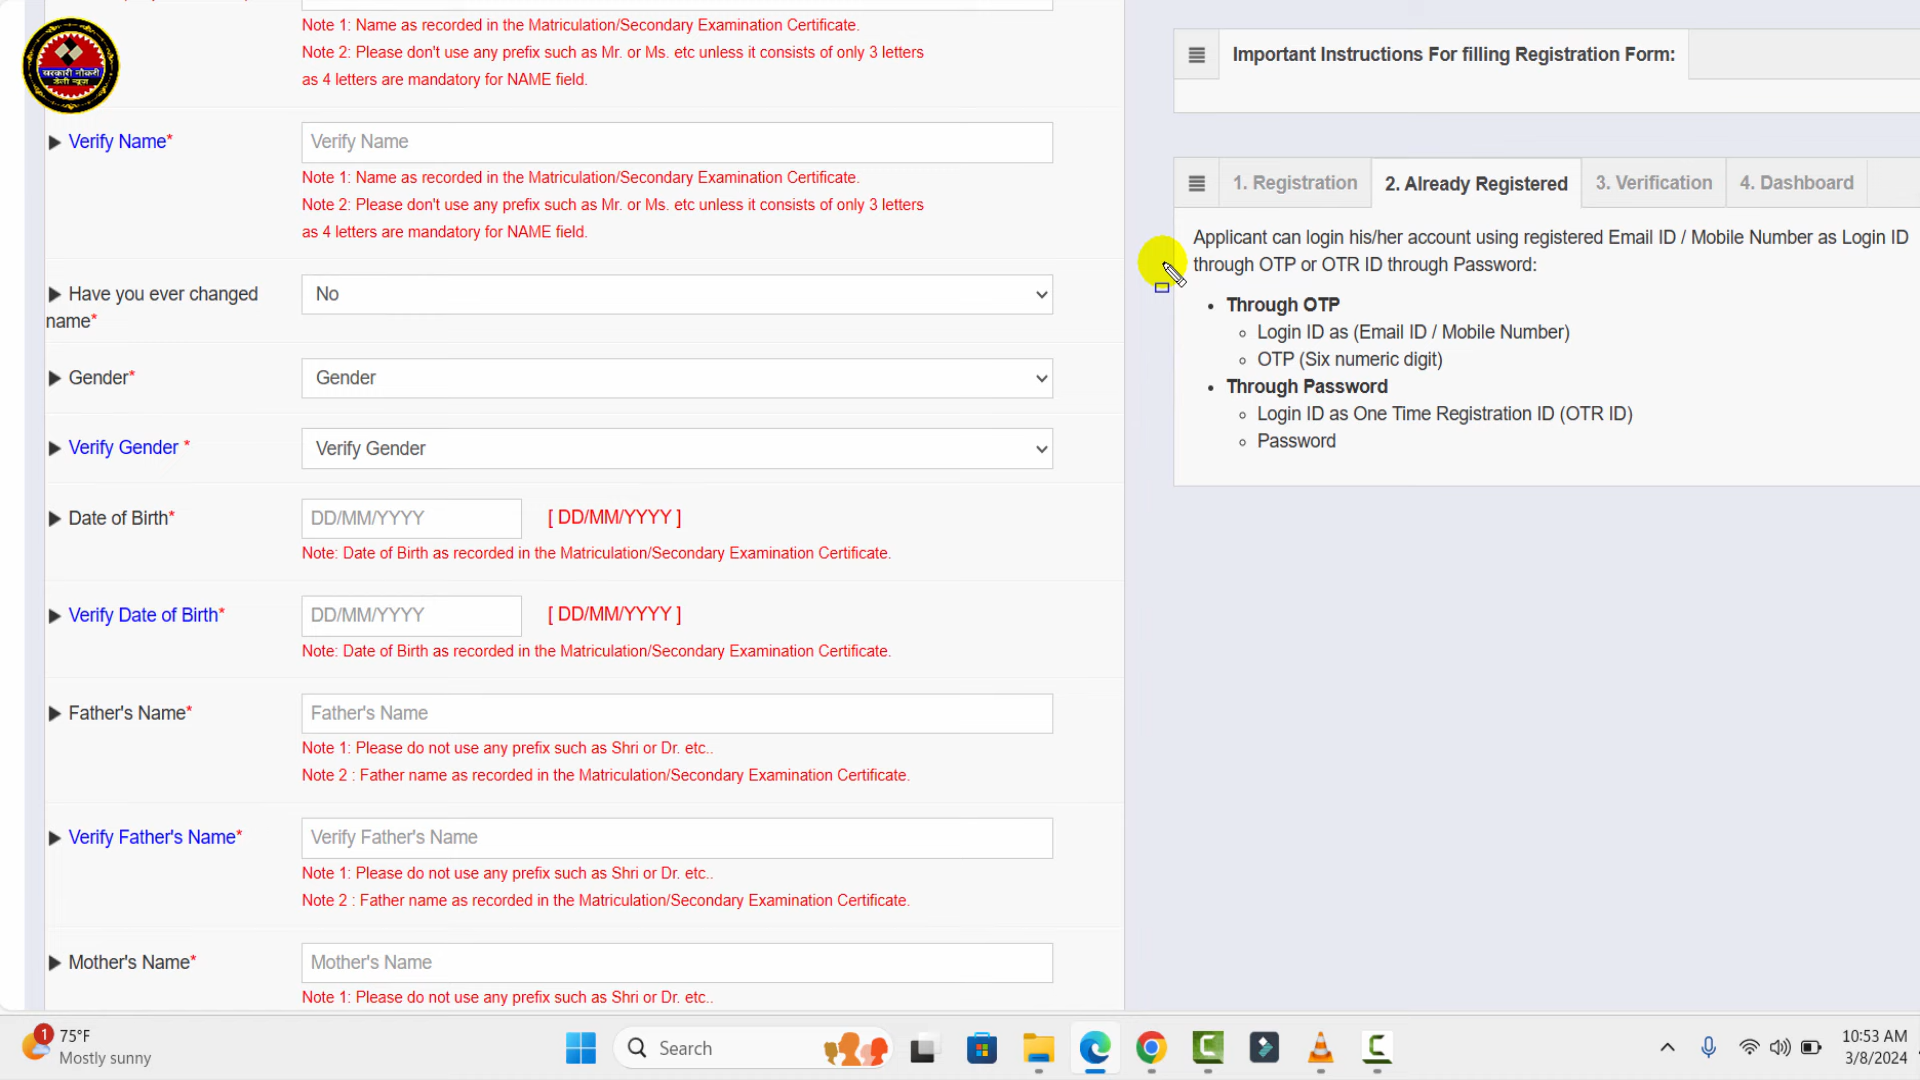 Note 1: Name as recorded in the Matriculation/Secondary Examination Certificate.
Note 2: Please don't use any prefix such as Mr. or Ms. etc unless it consists of only 3 letters
as 4 letters are mandatory for NAME field.
सरकारी नौकरी
डेली न्यूज
Verify Name*
Verify Name
Note 1: Name as recorded in the Matriculation/Secondary Examination Certificate.
Note 2: Please don't use any prefix such as Mr. or Ms. etc unless it consists of only 3 letters
as 4 letters are mandatory for NAME field.
Have you ever changed
name*
No
Gender*
Gender
Verify Gender *
Verify Gender
Date of Birth*
DD/MM/YYYY
[ DD/MM/YYYY ]
Note: Date of Birth as recorded in the Matriculation/Secondary Examination Certificate.
Verify Date of Birth*
DD/MM/YYYY
[ DD/MM/YYYY ]
Note: Date of Birth as recorded in the Matriculation/Secondary Examination Certificate.
Father's Name*
Father's Name
Note 1: Please do not use any prefix such as Shri or Dr. etc..
Note 2 : Father name as recorded in the Matriculation/Secondary Examination Certificate.
Verify Father's Name*
Verify Father's Name
Note 1: Please do not use any prefix such as Shri or Dr. etc..
Note 2 : Father name as recorded in the Matriculation/Secondary Examination Certificate.
Mother's Name*
Mother's Name
Note 1: Please do not use any prefix such as Shri or Dr. etc..
Important Instructions For filling Registration Form:
1. Registration
2. Already Registered
3. Verification
4. Dashboard
Applicant can login his/her account using registered Email ID / Mobile Number as Login ID
through OTP or OTR ID through Password:
Through OTP
Login ID as (Email ID / Mobile Number)
OTP (Six numeric digit)
Through Password
Login ID as One Time Registration ID (OTR ID)
Password
1
75°F
Mostly sunny
Search
10:53 AM
3/8/2024